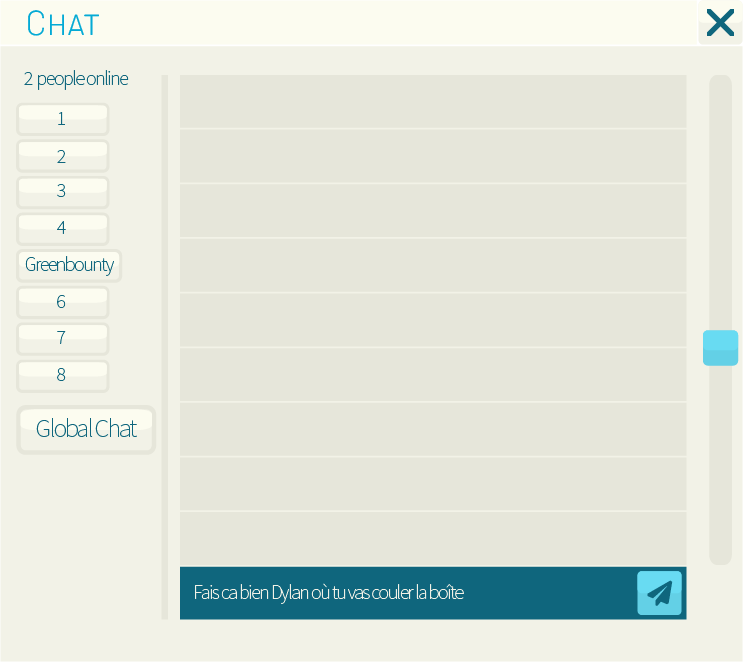 CHAT
2 people online
1
2
3
4
Greenbounty
6
7
8
Global Chat
Fais ca bien Dylan où tu vas couler la boîte